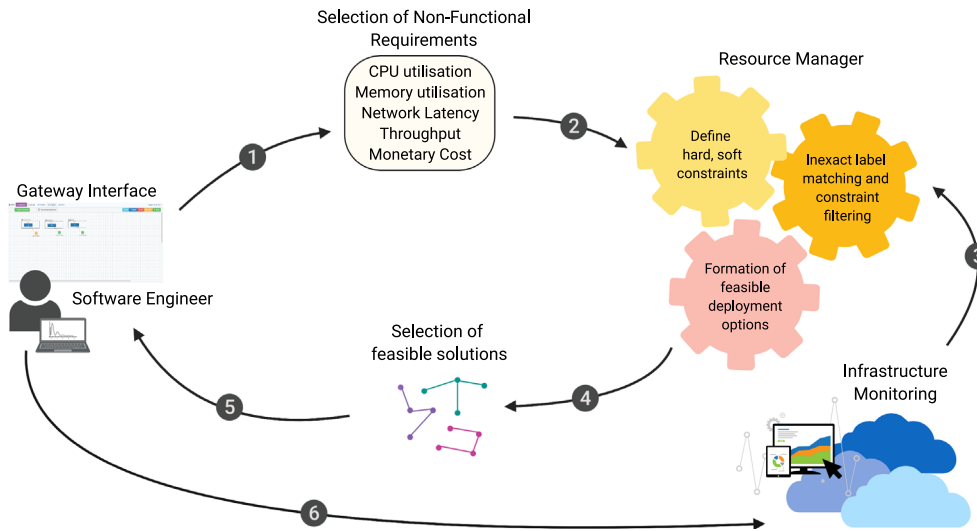 Selection of Non-Functional
Requirements
CPU utilisation
Memory utilisation
Network Latency
Throughput
Monetary Cost
Resource Manager
1
2
Define
hard, soft
constraints
Inexact label
matching and
constraint
filtering
Gateway Interface
3
Software Engineer
Formation of
feasible
deployment
options
Selection of
feasible solutions
Infrastructure
Monitoring
4
5
6